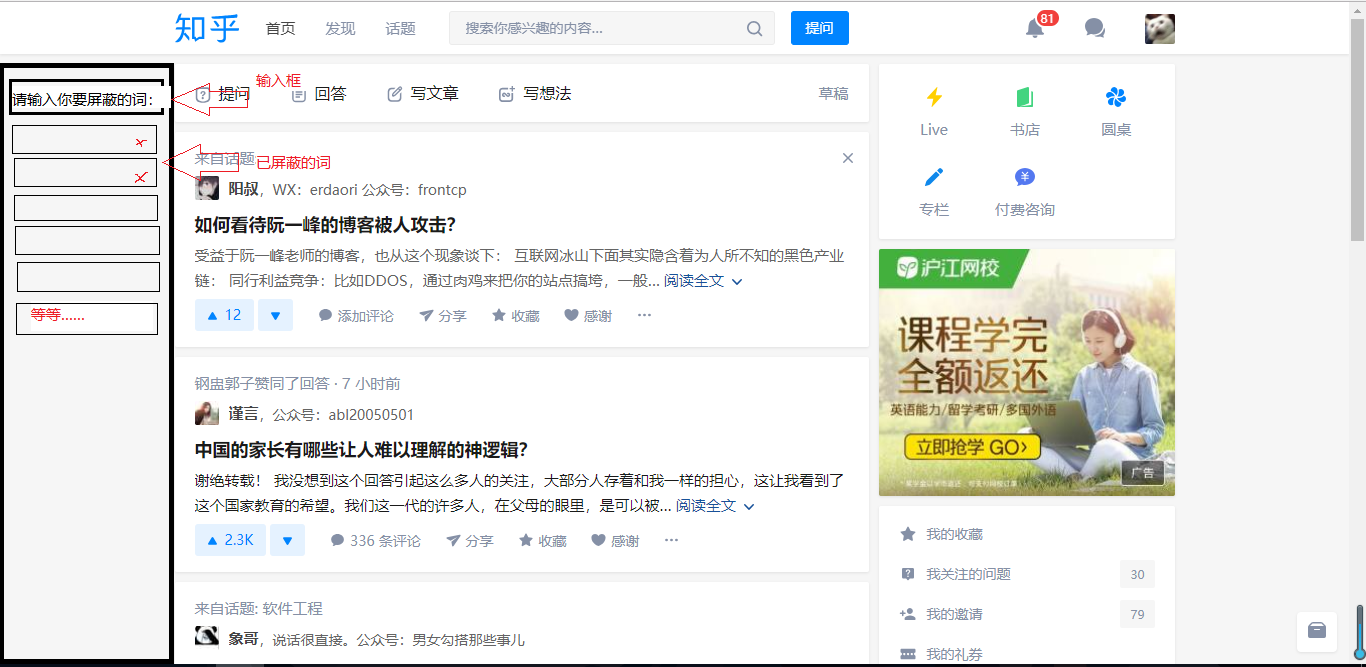 知乎 首页 发现 话题 搜索你感兴趣的内容... 提问 81
请输入你要屏蔽的词：
输入框
已屏蔽的词
等等......
提问 回答 写文章 写想法 草稿
来自话题
阳叔，WX：erdaori 公众号：frontcp
如何看待阮一峰的博客被人攻击？
受益于阮一峰老师的博客，也从这个现象谈下： 互联网冰山下面其实隐含着为人所不知的黑色产业
链： 同行利益竞争：比如DDOS，通过肉鸡来把你的站点搞垮，一般... 阅读全文
12 添加评论 分享 收藏 感谢 ···
钢盅郭子赞同了回答 · 7 小时前
谨言，公众号：abl20050501
中国的家长有哪些让人难以理解的神逻辑？
谢绝转载！ 我没想到这个回答引起这么多人的关注，大部分人存着和我一样的担心，这让我看到了
这个国家教育的希望。我们这一代的许多人，在父母的眼里，是可以被... 阅读全文
2.3K 336 条评论 分享 收藏 感谢 ···
来自话题: 软件工程
象哥，说话很直接。公众号：男女勾搭那些事儿
Live 书店 圆桌
专栏 付费咨询
沪江网校
课程学完
全额返还
英语能力/留学考研/多国外语
立即抢学 GO>
广告
我的收藏
我关注的问题 30
我的邀请 79
我的礼券